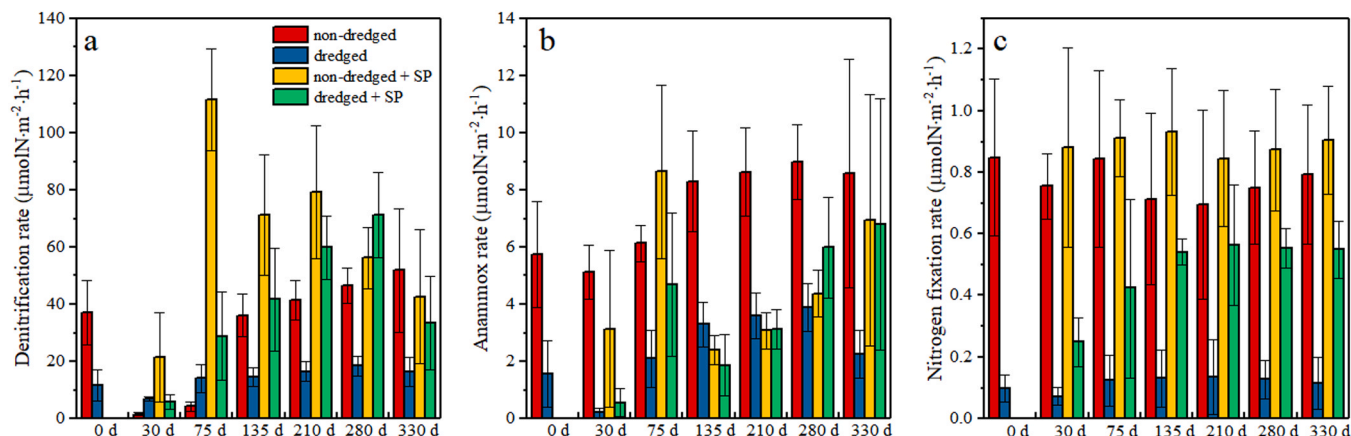 a
non-dredged
dredged
non-dredged + SP
dredged + SP
Denitrification rate (μmolN·m⁻²·h⁻¹)
140
120
100
80
60
40
20
0
0 d 30 d 75 d 135 d 210 d 280 d 330 d
b
Anammox rate (μmolN·m⁻²·h⁻¹)
14
12
10
8
6
4
2
0
0 d 30 d 75 d 135 d 210 d 280 d 330 d
c
Nitrogen fixation rate (μmolN·m⁻²·h⁻¹)
1.2
1.0
0.8
0.6
0.4
0.2
0.0
0 d 30 d 75 d 135 d 210 d 280 d 330 d